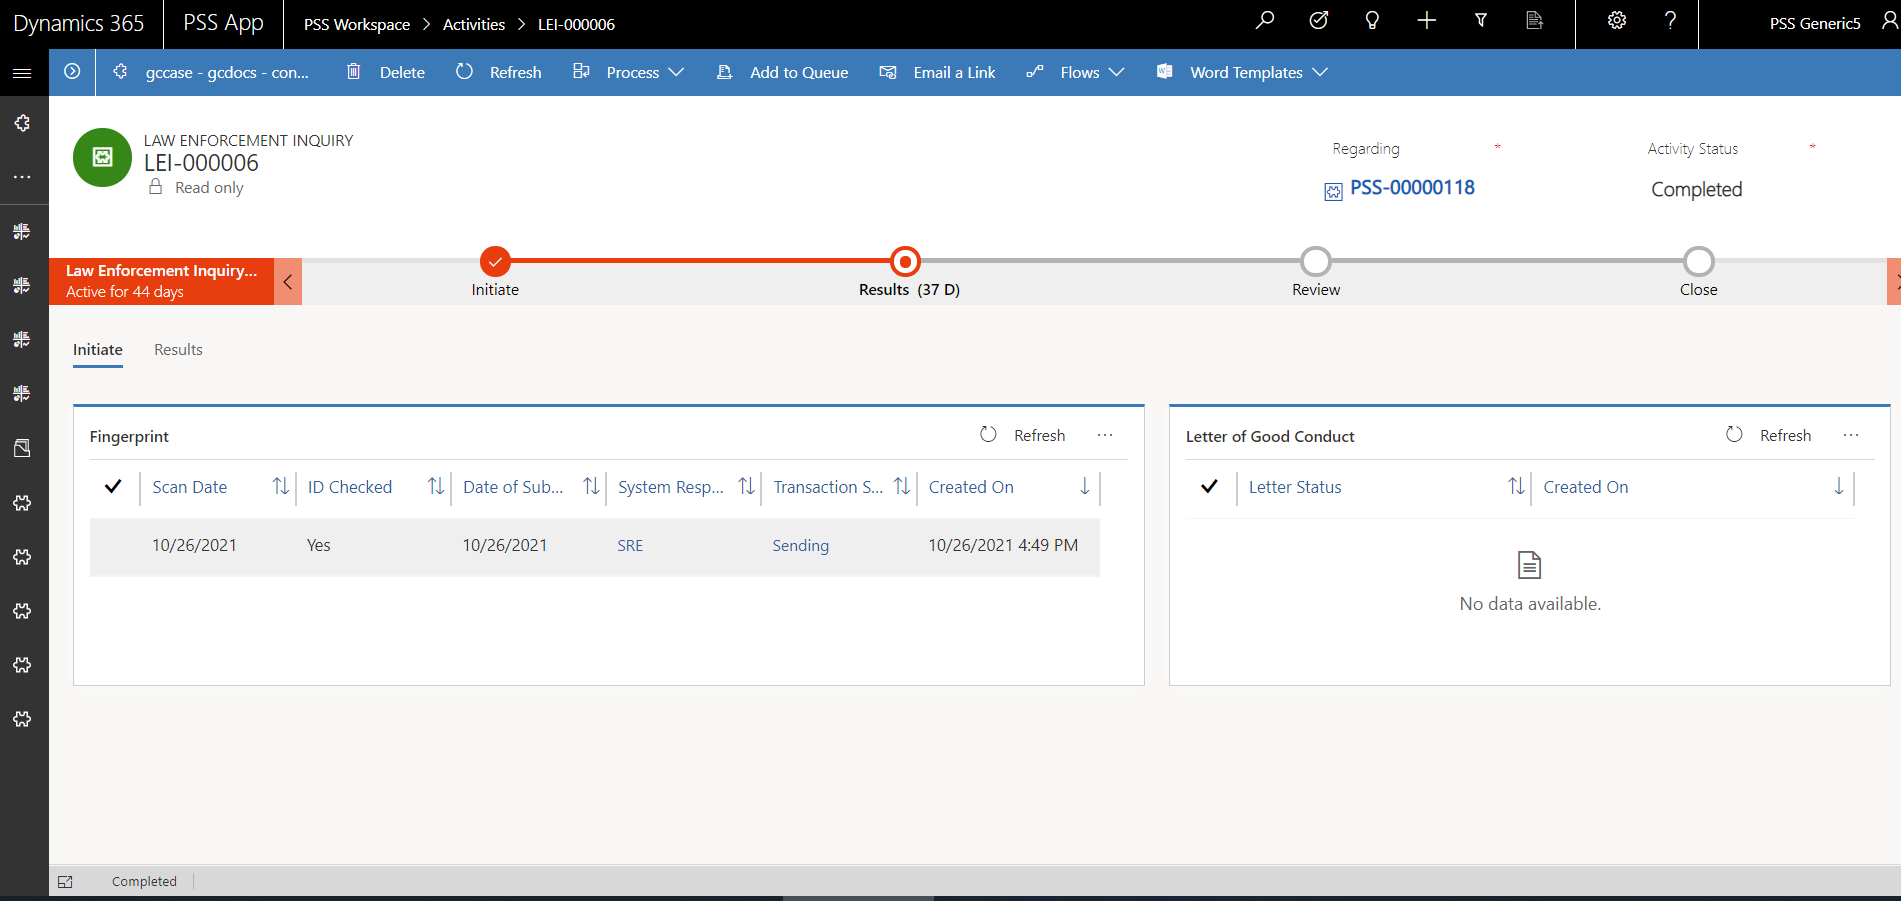 Dynamics 365
PSS App
PSS Workspace > Activities > LEI-000006
PSS Generic5
gccase - gcdocs - con...
Delete
Refresh
Process
Add to Queue
Email a Link
Flows
Word Templates
LAW ENFORCEMENT INQUIRY
LEI-000006
Read only
Regarding *
PSS-00000118
Activity Status *
Completed
Law Enforcement Inquiry...
Active for 44 days
Initiate
Results (37 D)
Review
Close
Initiate
Results
Fingerprint
Refresh
...
Scan Date
ID Checked
Date of Sub...
System Resp...
Transaction S...
Created On
10/26/2021
Yes
10/26/2021
SRE
Sending
10/26/2021 4:49 PM
Letter of Good Conduct
Refresh
...
Letter Status
Created On
No data available.
Completed